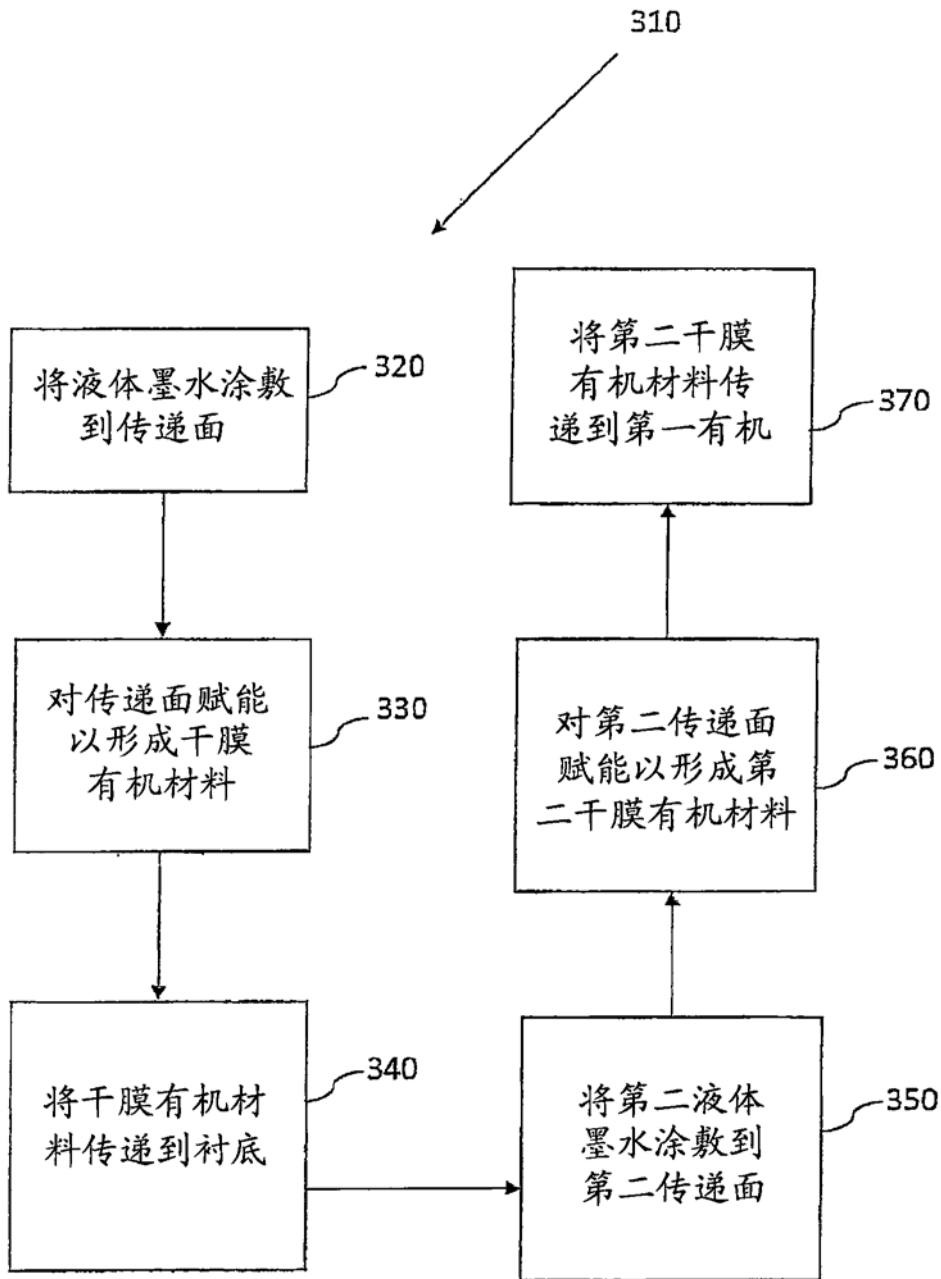 310
将液体墨水涂敷
到传递面
320
对传递面赋能
以形成干膜
有机材料
330
将干膜有机材
料传递到衬底
340
将第二液体
墨水涂敷到
第二传递面
350
对第二传递面
赋能以形成第
二干膜有机材料
360
将第二干膜
有机材料传
递到第一有机
370